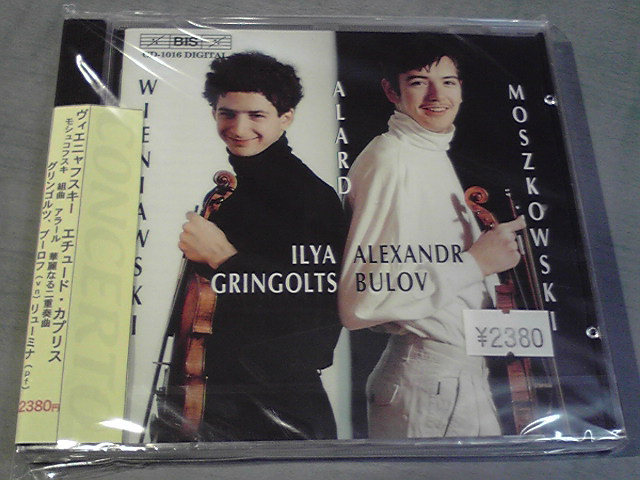 BIS
CD-1016 DIGITAL
WIENIAWSKI
ALARD
MOSZKOWSKI
ILYA
GRINGOLTS
ALEXANDR
BULOV
¥2380
CONCERTO
ヴィエニャフスキー エチュード・カプリス
モシュコフスキ 組曲 アラール 華麗なる二重奏曲
グリンゴルツ、ブーロフ(vn)リューミナ(pf)
2380円